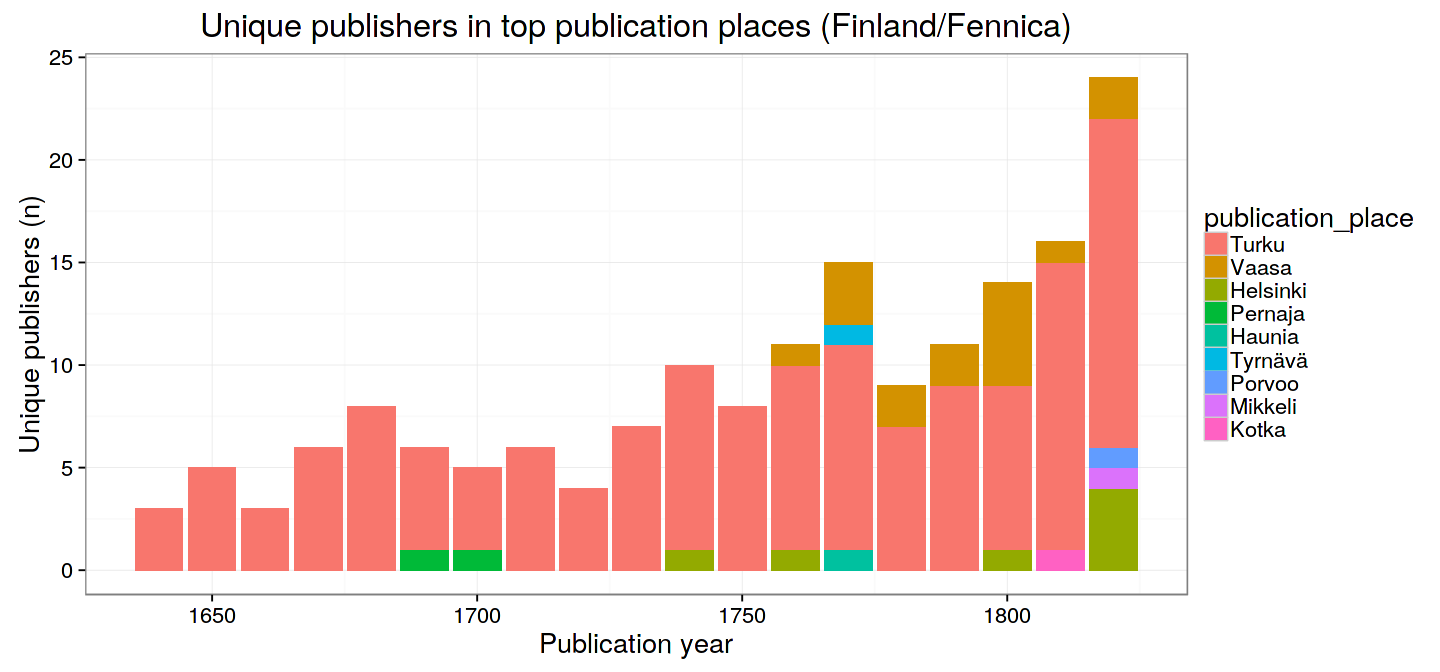 Unique publishers in top publication places (Finland/Fennica)
25
20
15
10
5
0
Unique publishers (n)
1650 1700 1750 1800
Publication year
publication_place
Turku
Vaasa
Helsinki
Pernaja
Haunia
Tyrnävä
Porvoo
Mikkeli
Kotka